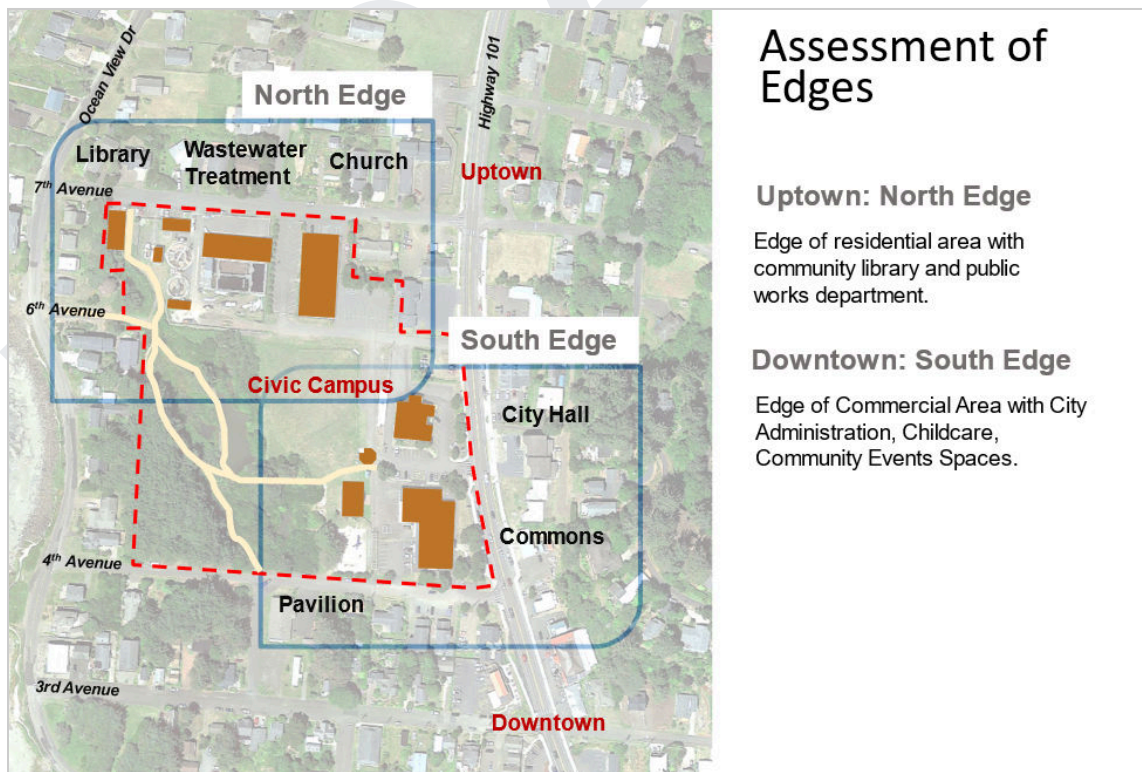 Assessment of
Edges
Uptown: North Edge
Edge of residential area with
community library and public
works department.
Downtown: South Edge
Edge of Commercial Area with City
Administration, Childcare,
Community Events Spaces.
Ocean View Dr
Highway 101
North Edge
Library
Wastewater
Treatment
Church
Uptown
7th Avenue
6th Avenue
South Edge
Civic Campus
City Hall
Commons
4th Avenue
Pavilion
3rd Avenue
Downtown